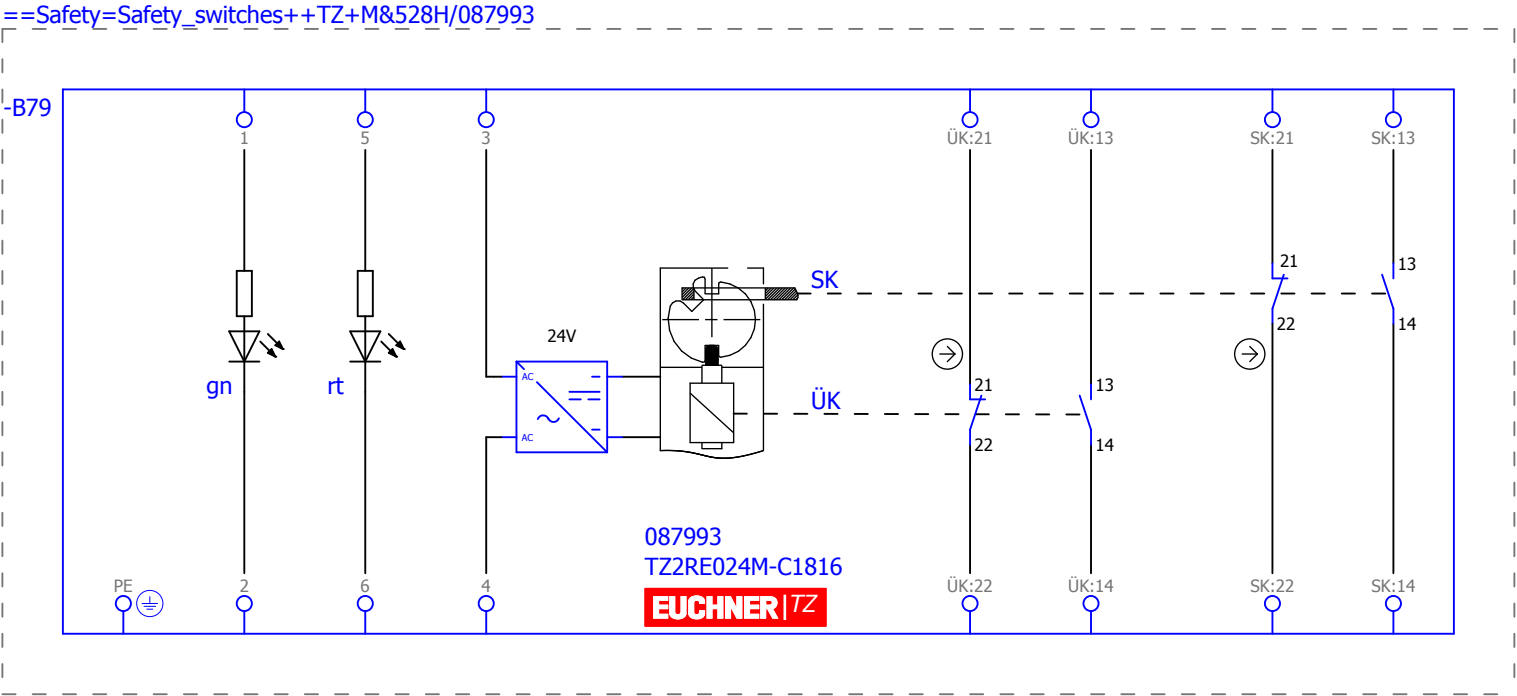 ==Safety=Safety_switches++TZ+M&528H/087993
-B79
1 5 3 ÜK:21 ÜK:13 SK:21 SK:13
SK
21 13
22 14
24V
AC
gn rt
ÜK
21 13
AC
22 14
087993
TZ2RE024M-C1816
EUCHNER|TZ
PE 2 6 4 ÜK:22 ÜK:14 SK:22 SK:14